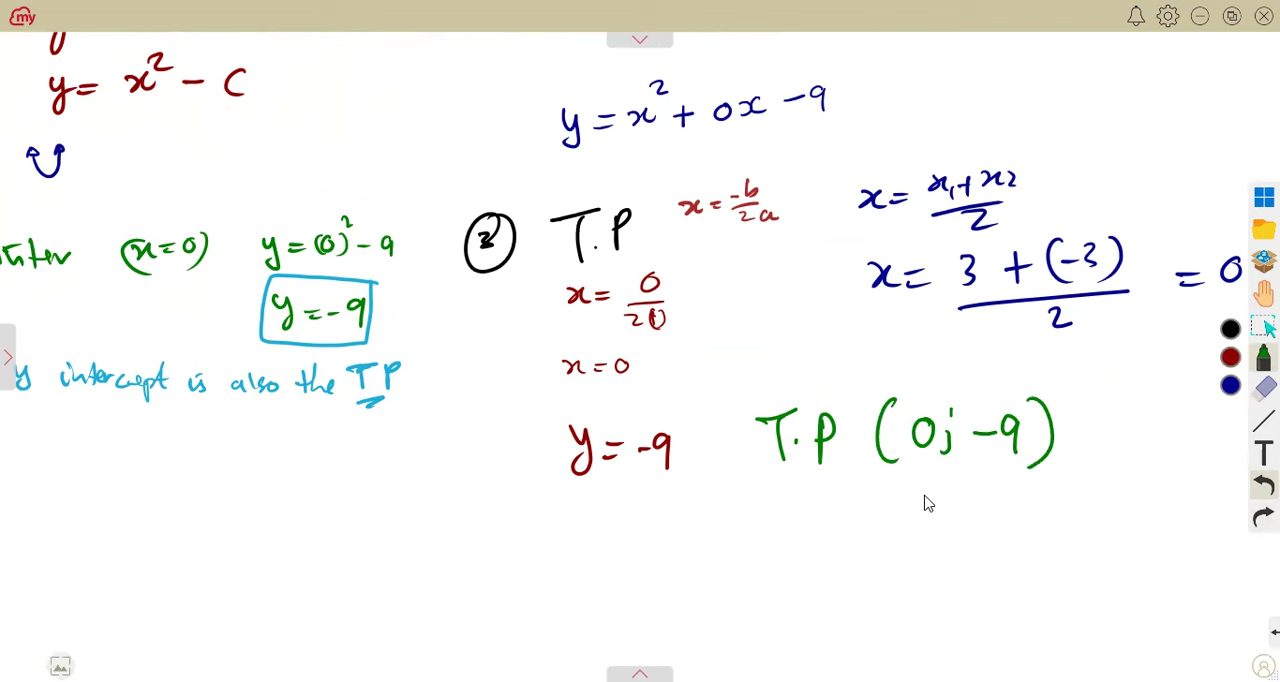 my
y = x² - C
y = x² + 0x - 9
(x=0) y = (0)² - 9
y = -9
y intercept is also the TP
② T.P x = -b/2a
x = 0/2(1)
x = 0
y = -9
x = x₁ + x₂/2
x = 3 + (-3)/2 = 0
T.P (0; -9)
T